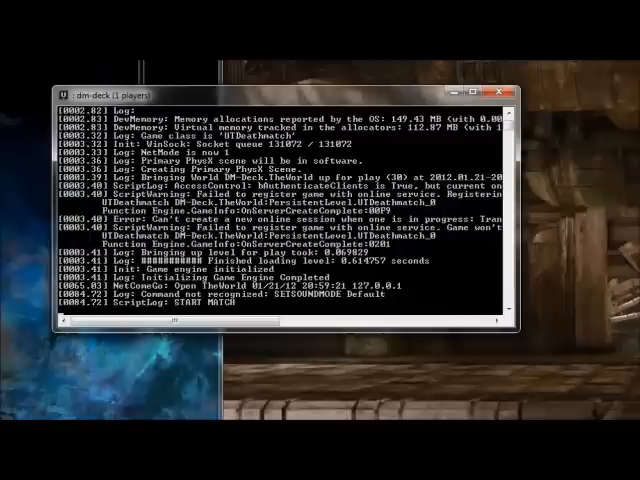 : dm-deck (1 players)
[0002.82] Log:
[0002.83] DevMemory: Memory allocations reported by the OS: 149.43 MB (with 0.00
[0002.83] DevMemory: Virtual memory tracked in the allocators: 112.87 MB (with 1
[0003.32] Log: Game class is 'UTDeathmatch'
[0003.32] Init: WinSock: Socket queue 131072 / 131072
[0003.33] Log: NetMode is now 1
[0003.36] Log: Primary PhysX scene will be in software.
[0003.36] Log: Creating Primary PhysX Scene.
[0003.39] Log: Bringing World DM-Deck.TheWorld up for play (30) at 2012.01.21-20
[0003.40] ScriptLog: AccessControl: bAuthenticateClients is True, but current on
[0003.40] ScriptWarning: Failed to register game with online service. Registerin
UTDeathmatch DM-Deck.TheWorld:PersistentLevel.UTDeathmatch_0
Function Engine.GameInfo:OnServerCreateComplete:00F9
[0003.40] Error: Can't create a new online session when one is in progress: Tran
[0003.40] ScriptWarning: Failed to register game with online service. Game won't
UTDeathmatch DM-Deck.TheWorld:PersistentLevel.UTDeathmatch_0
Function Engine.GameInfo:OnServerCreateComplete:0201
[0003.41] Log: Bringing up level for play took: 0.069829
[0003.41] Log: ########## Finished loading level: 0.614757 seconds
[0003.41] Init: Game engine initialized
[0003.41] Log: Initializing Game Engine Completed
[0065.03] NetComeGo: Open TheWorld 01/21/12 20:59:21 127.0.0.1
[0084.72] Log: Command not recognized: SETSOUNDMODE Default
[0084.72] ScriptLog: START MATCH